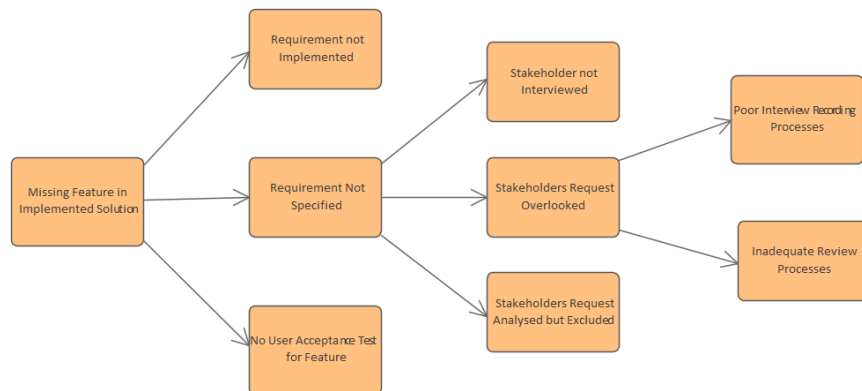 Requirement not
Implemented
Stakeholder not
Interviewed
Poor Interview Recording
Processes
Missing Feature in
Implemented Solution
Requirement Not
Specified
Stakeholders Request
Overlooked
Inadequate Review
Processes
Stakeholders Request
Analysed but Excluded
No User Acceptance Test
for Feature